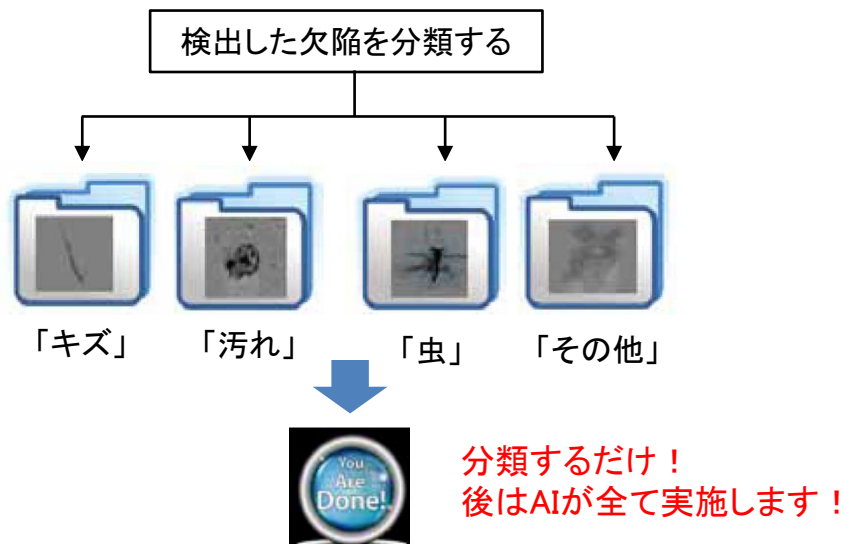 検出した欠陥を分類する
「キズ」
「汚れ」
「虫」
「その他」
You
Are
Done!
分類するだけ！
後はAIが全て実施します！